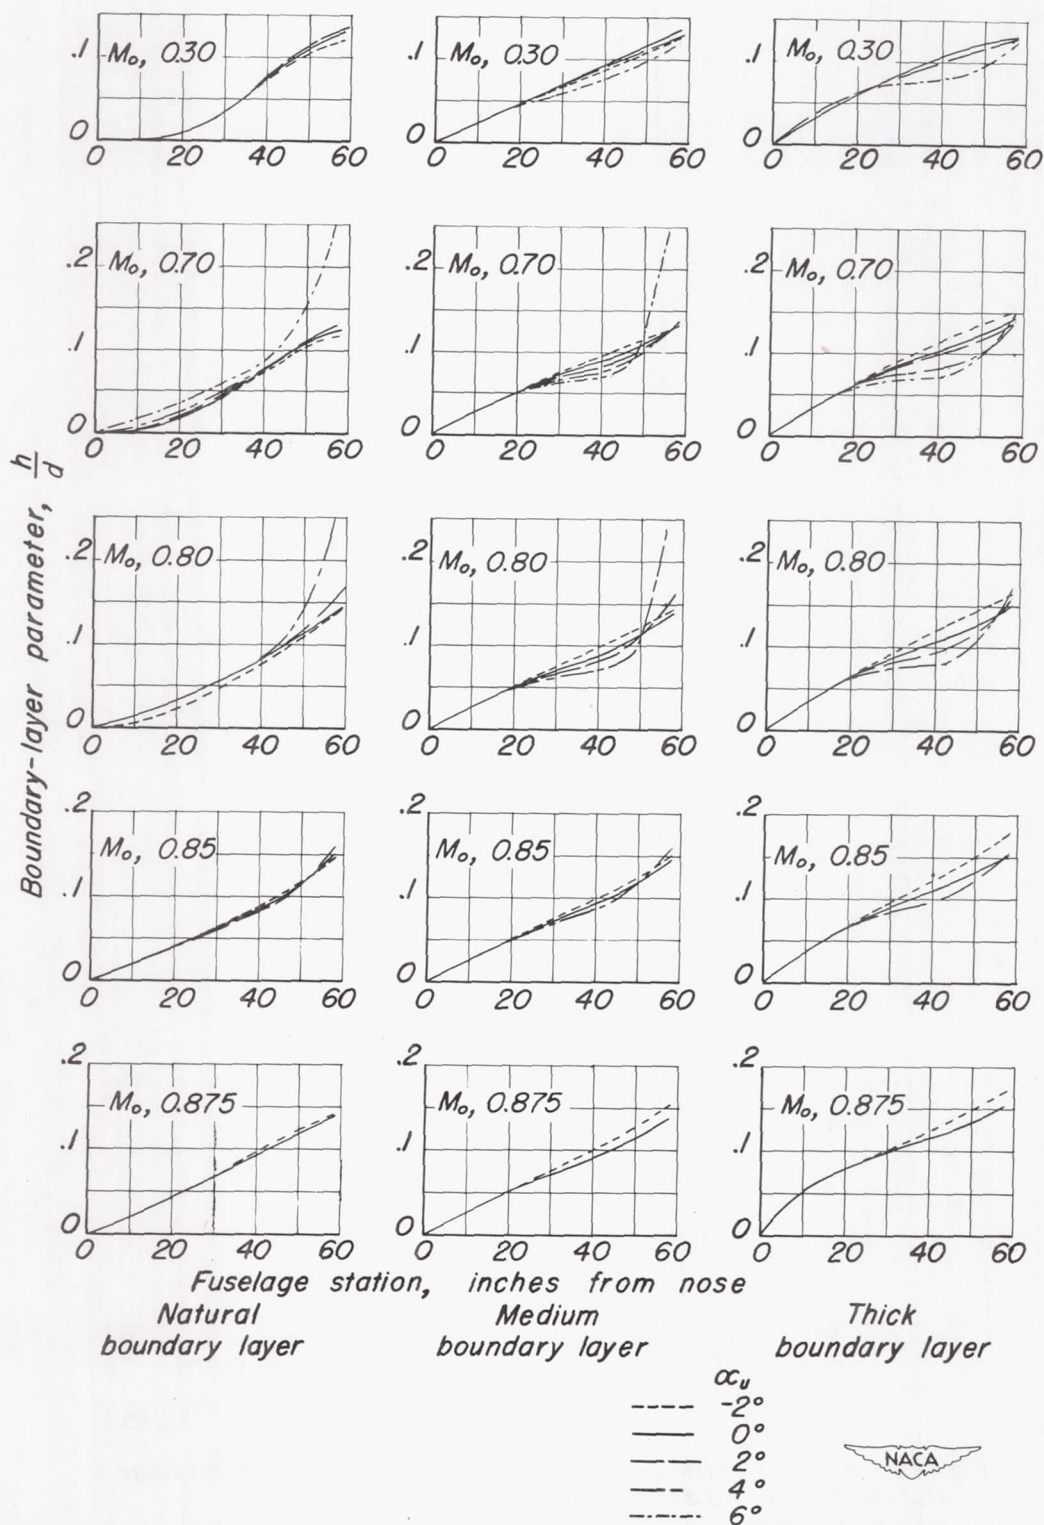 .1 M₀, 0.30 .1 M₀, 0.30 .1 M₀, 0.30
0 0 0
0 20 40 60 0 20 40 60 0 20 40 60
.2 M₀, 0.70 .2 M₀, 0.70 .2 M₀, 0.70
.1 .1 .1
0 0 0
0 20 40 60 0 20 40 60 0 20 40 60
Boundary-layer parameter, h/d
.2 M₀, 0.80 .2 M₀, 0.80 .2 M₀, 0.80
.1 .1 .1
0 0 0
0 20 40 60 0 20 40 60 0 20 40 60
.2 .2 .2
M₀, 0.85 M₀, 0.85 M₀, 0.85
.1 .1 .1
0 0 0
0 20 40 60 0 20 40 60 0 20 40 60
.2 .2 .2
M₀, 0.875 M₀, 0.875 M₀, 0.875
.1 .1 .1
0 0 0
0 20 40 60 0 20 40 60 0 20 40 60
Fuselage station, inches from nose
Natural Medium Thick
boundary layer boundary layer boundary layer
αᵤ
-2°
0°
2°
4°
6°
NACA